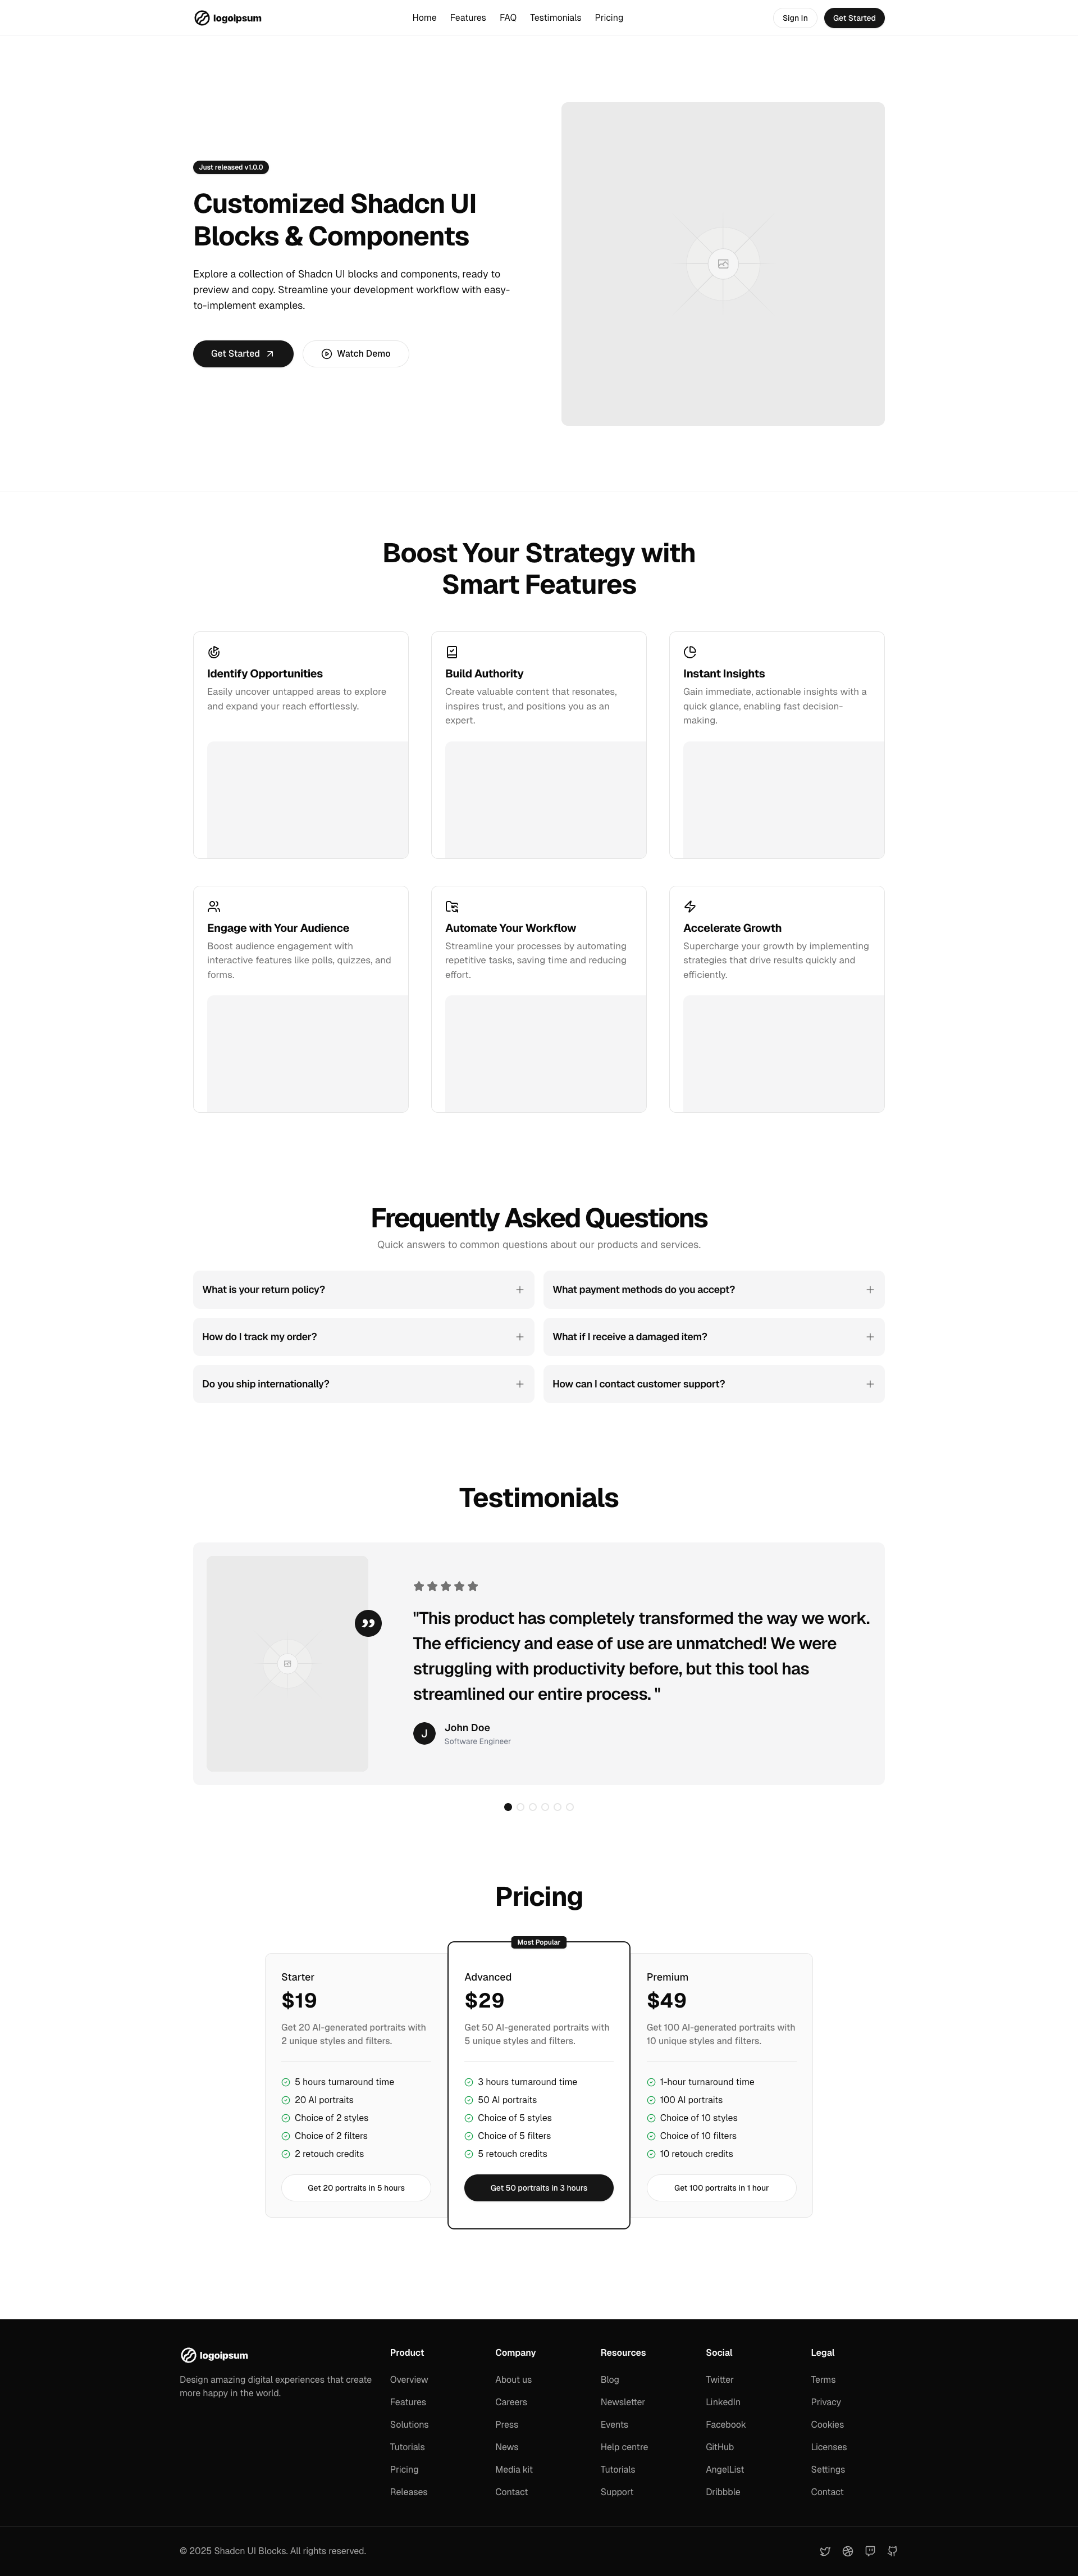 logoipsum
Home
Features
FAQ
Testimonials
Pricing
Sign In
Get Started
Just released v1.0.0
Customized Shadcn UI
Blocks & Components
Explore a collection of Shadcn UI blocks and components, ready to
preview and copy. Streamline your development workflow with easy-
to-implement examples.
Get Started
Watch Demo
Boost Your Strategy with
Smart Features
Identify Opportunities
Easily uncover untapped areas to explore
and expand your reach effortlessly.
Build Authority
Create valuable content that resonates,
inspires trust, and positions you as an
expert.
Instant Insights
Gain immediate, actionable insights with a
quick glance, enabling fast decision-
making.
Engage with Your Audience
Boost audience engagement with
interactive features like polls, quizzes, and
forms.
Automate Your Workflow
Streamline your processes by automating
repetitive tasks, saving time and reducing
effort.
Accelerate Growth
Supercharge your growth by implementing
strategies that drive results quickly and
efficiently.
Frequently Asked Questions
Quick answers to common questions about our products and services.
What is your return policy?
What payment methods do you accept?
How do I track my order?
What if I receive a damaged item?
Do you ship internationally?
How can I contact customer support?
Testimonials
"This product has completely transformed the way we work.
The efficiency and ease of use are unmatched! We were
struggling with productivity before, but this tool has
streamlined our entire process. "
J
John Doe
Software Engineer
Pricing
Starter
$19
Get 20 AI-generated portraits with
2 unique styles and filters.
5 hours turnaround time
20 AI portraits
Choice of 2 styles
Choice of 2 filters
2 retouch credits
Get 20 portraits in 5 hours
Most Popular
Advanced
$29
Get 50 AI-generated portraits with
5 unique styles and filters.
3 hours turnaround time
50 AI portraits
Choice of 5 styles
Choice of 5 filters
5 retouch credits
Get 50 portraits in 3 hours
Premium
$49
Get 100 AI-generated portraits with
10 unique styles and filters.
1-hour turnaround time
100 AI portraits
Choice of 10 styles
Choice of 10 filters
10 retouch credits
Get 100 portraits in 1 hour
logoipsum
Design amazing digital experiences that create
more happy in the world.
Product
Overview
Features
Solutions
Tutorials
Pricing
Releases
Company
About us
Careers
Press
News
Media kit
Contact
Resources
Blog
Newsletter
Events
Help centre
Tutorials
Support
Social
Twitter
LinkedIn
Facebook
GitHub
AngelList
Dribbble
Legal
Terms
Privacy
Cookies
Licenses
Settings
Contact
© 2025 Shadcn UI Blocks. All rights reserved.